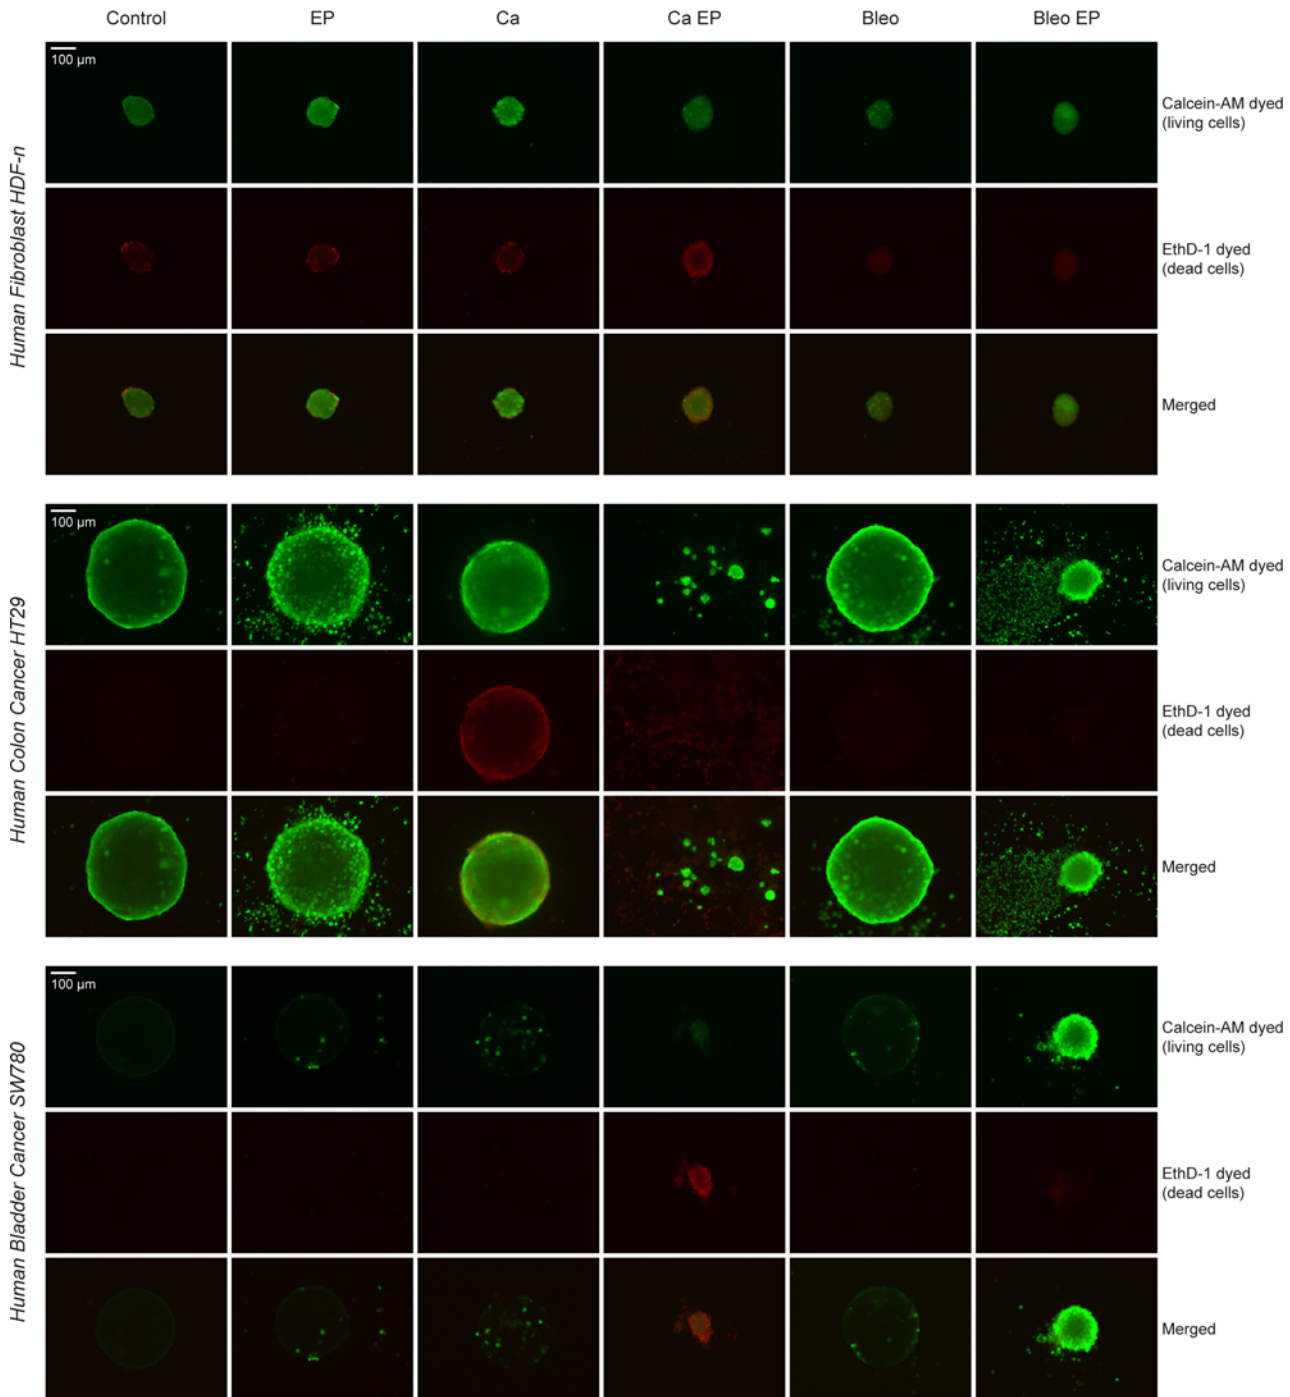 Control EP Ca Ca EP Bleo Bleo EP
Human Fibroblast HDF-n
100 µm
Calcein-AM dyed
(living cells)
EthD-1 dyed
(dead cells)
Merged
Human Colon Cancer HT29
100 µm
Calcein-AM dyed
(living cells)
EthD-1 dyed
(dead cells)
Merged
Human Bladder Cancer SW780
100 µm
Calcein-AM dyed
(living cells)
EthD-1 dyed
(dead cells)
Merged